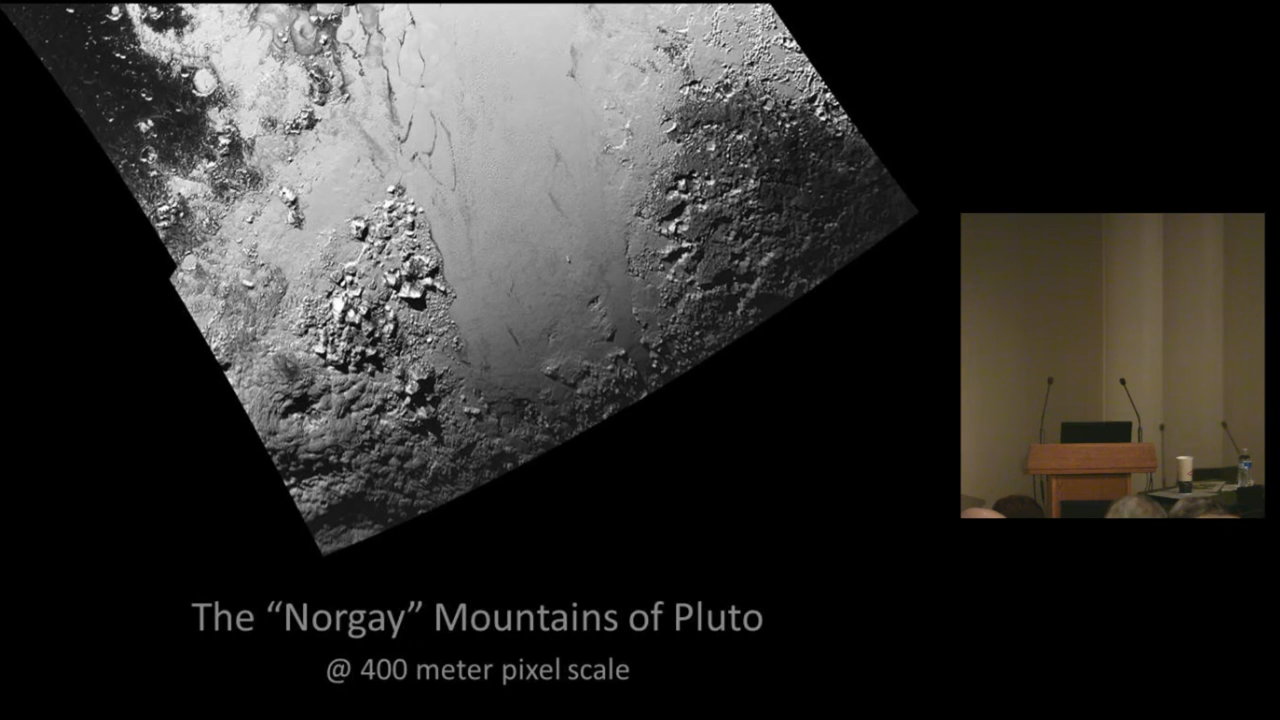 The “Norgay” Mountains of Pluto
@ 400 meter pixel scale